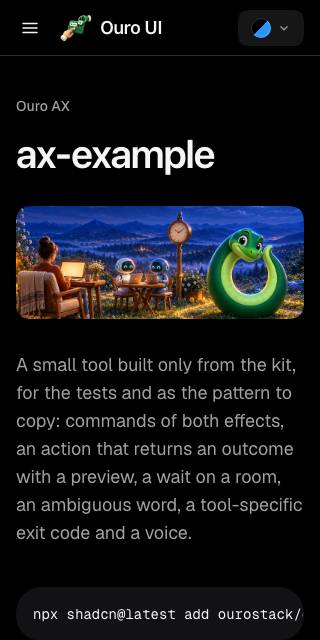 Ouro UI
Ouro AX
ax-example
A small tool built only from the kit,
for the tests and as the pattern to
copy: commands of both effects,
an action that returns an outcome
with a preview, a wait on a room,
an ambiguous word, a tool-specific
exit code and a voice.
npx shadcn@latest add ourostack/